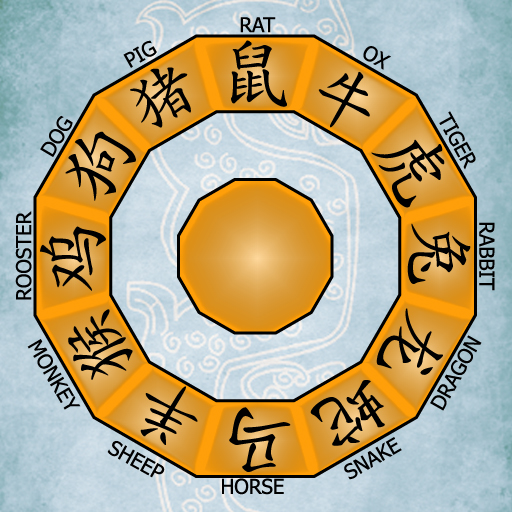 RAT
鼠
OX
牛
TIGER
虎
RABBIT
兔
DRAGON
龙
SNAKE
蛇
HORSE
马
SHEEP
羊
MONKEY
猴
ROOSTER
鸡
DOG
狗
PIG
猪